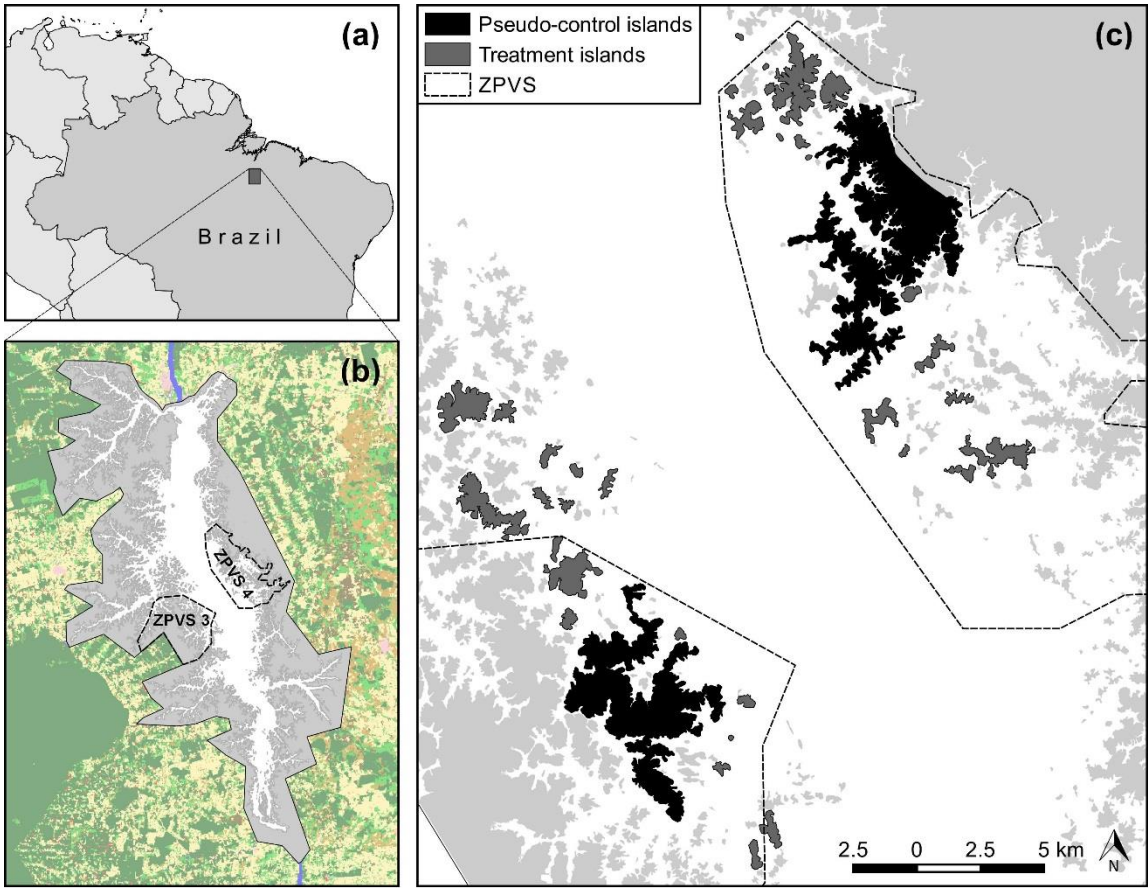 (a)
Brazil
(b)
ZPVS 4
ZPVS 3
Pseudo-control islands
Treatment islands
ZPVS
(c)
2.5 0 2.5 5 km
N